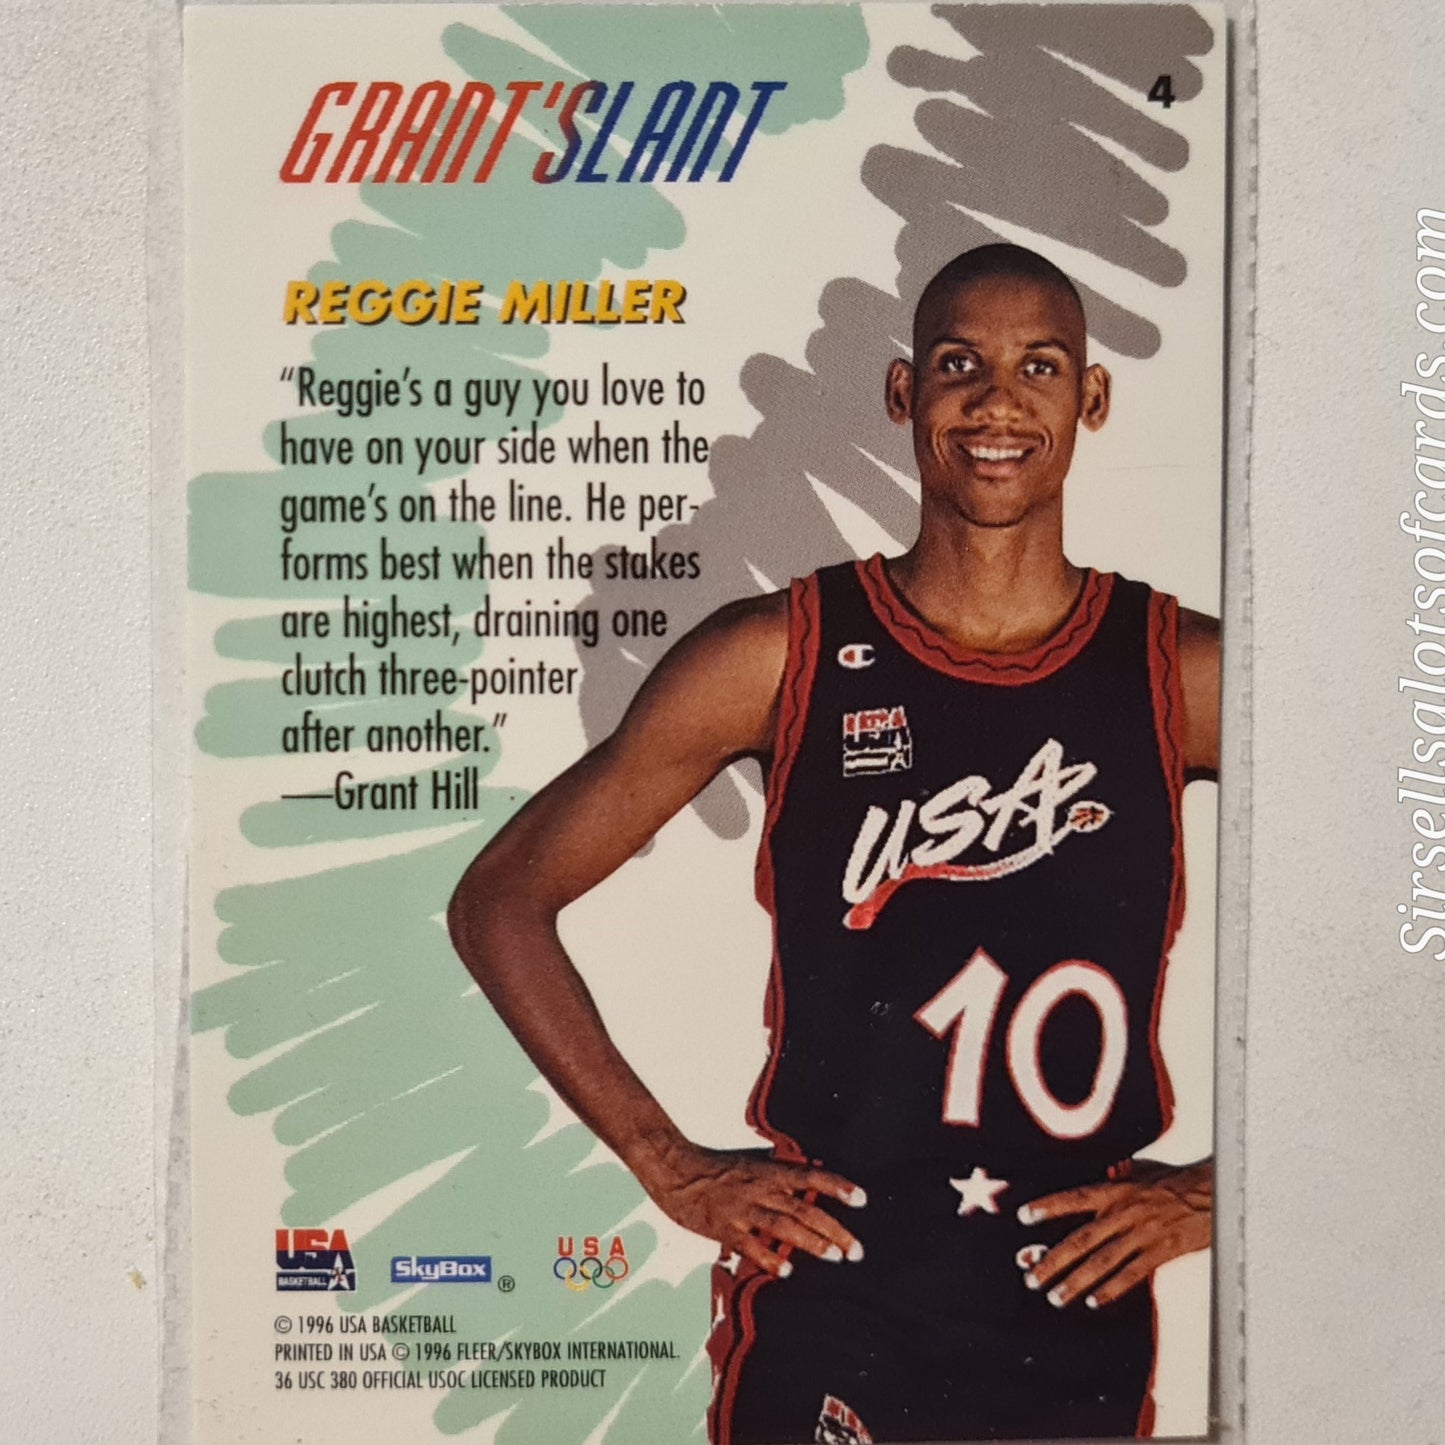 4
GRANT'SLANT
REGGIE MILLER
“Reggie’s a guy you love to
have on your side when the
game’s on the line. He per-
forms best when the stakes
are highest, draining one
clutch three-pointer
after another.”
—Grant Hill
USA
USA
10
USA
BASKETBALL
SkyBox ®
USA
© 1996 USA BASKETBALL
PRINTED IN USA © 1996 FLEER/SKYBOX INTERNATIONAL.
36 USC 380 OFFICIAL USOC LICENSED PRODUCT
Sirsellsalotsofcards.com